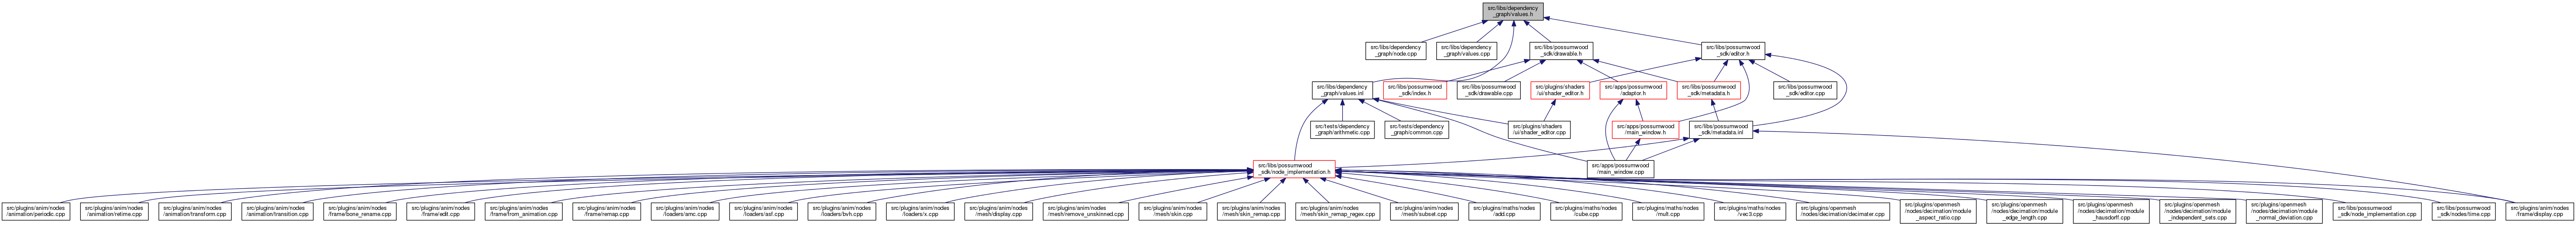 src/libs/dependency
_graph/values.h
src/libs/dependency
_graph/node.cpp
src/libs/dependency
_graph/values.cpp
src/libs/possumwood
_sdk/drawable.h
src/libs/possumwood
_sdk/editor.h
src/libs/dependency
_graph/values.inl
src/libs/possumwood
_sdk/index.h
src/libs/possumwood
_sdk/drawable.cpp
src/plugins/shaders
/ui/shader_editor.h
src/apps/possumwood
/adaptor.h
src/libs/possumwood
_sdk/metadata.h
src/libs/possumwood
_sdk/editor.cpp
src/tests/dependency
_graph/arithmetic.cpp
src/tests/dependency
_graph/common.cpp
src/plugins/shaders
/ui/shader_editor.cpp
src/apps/possumwood
/main_window.h
src/libs/possumwood
_sdk/metadata.inl
src/libs/possumwood
_sdk/node_implementation.h
src/apps/possumwood
/main_window.cpp
src/plugins/anim/nodes
/animation/periodic.cpp
src/plugins/anim/nodes
/animation/retime.cpp
src/plugins/anim/nodes
/animation/transform.cpp
src/plugins/anim/nodes
/animation/transition.cpp
src/plugins/anim/nodes
/frame/bone_rename.cpp
src/plugins/anim/nodes
/frame/edit.cpp
src/plugins/anim/nodes
/frame/from_animation.cpp
src/plugins/anim/nodes
/frame/remap.cpp
src/plugins/anim/nodes
/loaders/amc.cpp
src/plugins/anim/nodes
/loaders/asf.cpp
src/plugins/anim/nodes
/loaders/bvh.cpp
src/plugins/anim/nodes
/loaders/x.cpp
src/plugins/anim/nodes
/mesh/display.cpp
src/plugins/anim/nodes
/mesh/remove_unskinned.cpp
src/plugins/anim/nodes
/mesh/skin.cpp
src/plugins/anim/nodes
/mesh/skin_remap.cpp
src/plugins/anim/nodes
/mesh/skin_remap_regex.cpp
src/plugins/anim/nodes
/mesh/subset.cpp
src/plugins/maths/nodes
/add.cpp
src/plugins/maths/nodes
/cube.cpp
src/plugins/maths/nodes
/mult.cpp
src/plugins/maths/nodes
/vec3.cpp
src/plugins/openmesh
/nodes/decimation/decimater.cpp
src/plugins/openmesh
/nodes/decimation/module
_aspect_ratio.cpp
src/plugins/openmesh
/nodes/decimation/module
_edge_length.cpp
src/plugins/openmesh
/nodes/decimation/module
_hausdorff.cpp
src/plugins/openmesh
/nodes/decimation/module
_independent_sets.cpp
src/plugins/openmesh
/nodes/decimation/module
_normal_deviation.cpp
src/libs/possumwood
_sdk/node_implementation.cpp
src/libs/possumwood
_sdk/nodes/time.cpp
src/plugins/anim/nodes
/frame/display.cpp